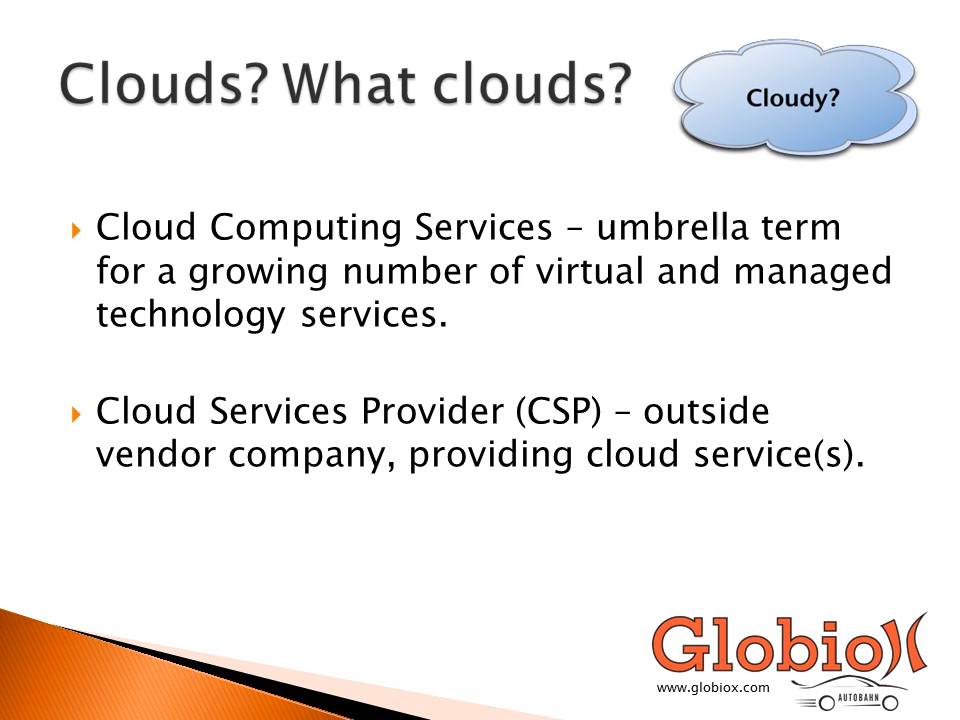 Clouds? What clouds?
Cloudy?
Cloud Computing Services – umbrella term
for a growing number of virtual and managed
technology services.
Cloud Services Provider (CSP) – outside
vendor company, providing cloud service(s).
Globiox
www.globiox.com
AUTOBAHN